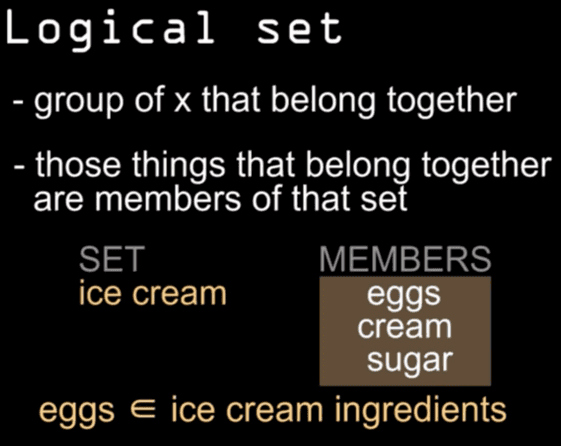 Logical set
- group of x that belong together
- those things that belong together
are members of that set
SET MEMBERS
ice cream eggs
cream
sugar
eggs ∈ ice cream ingredients